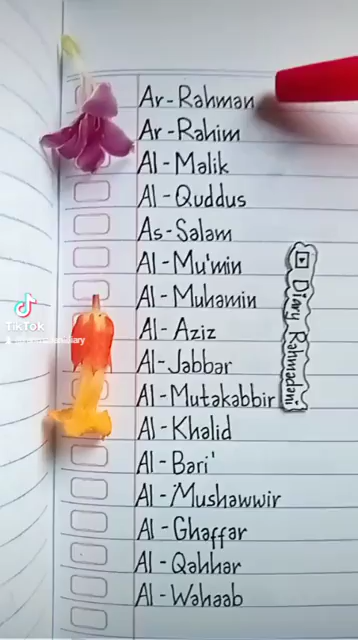 Ar-Rahman
Ar-Rahim
Al-Malik
Al-Quddus
As-Salam
Al-Mu'min
Al-Muhamin
Al-Aziz
Al-Jabbar
Al-Mutakabbir
Al-Khalid
Al-Bari'
Al-Mushawwir
Al-Ghaffar
Al-Qahhar
Al-Wahaab
Diary Rahmadani
TikTok